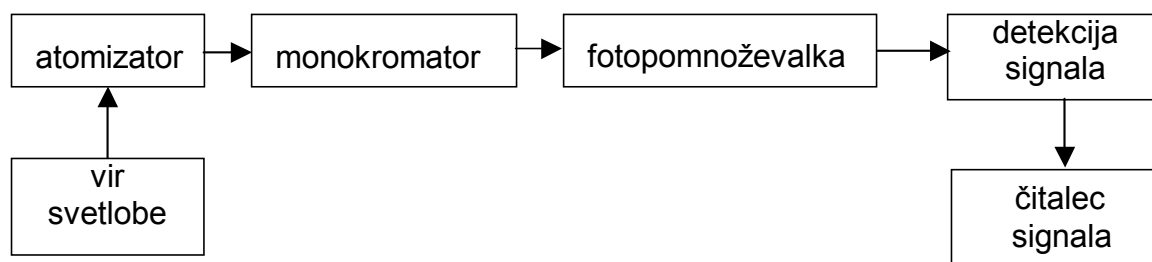 atomizator
monokromator
fotopomnoževalka
detekcija
signala
vir
svetlobe
čitalec
signala